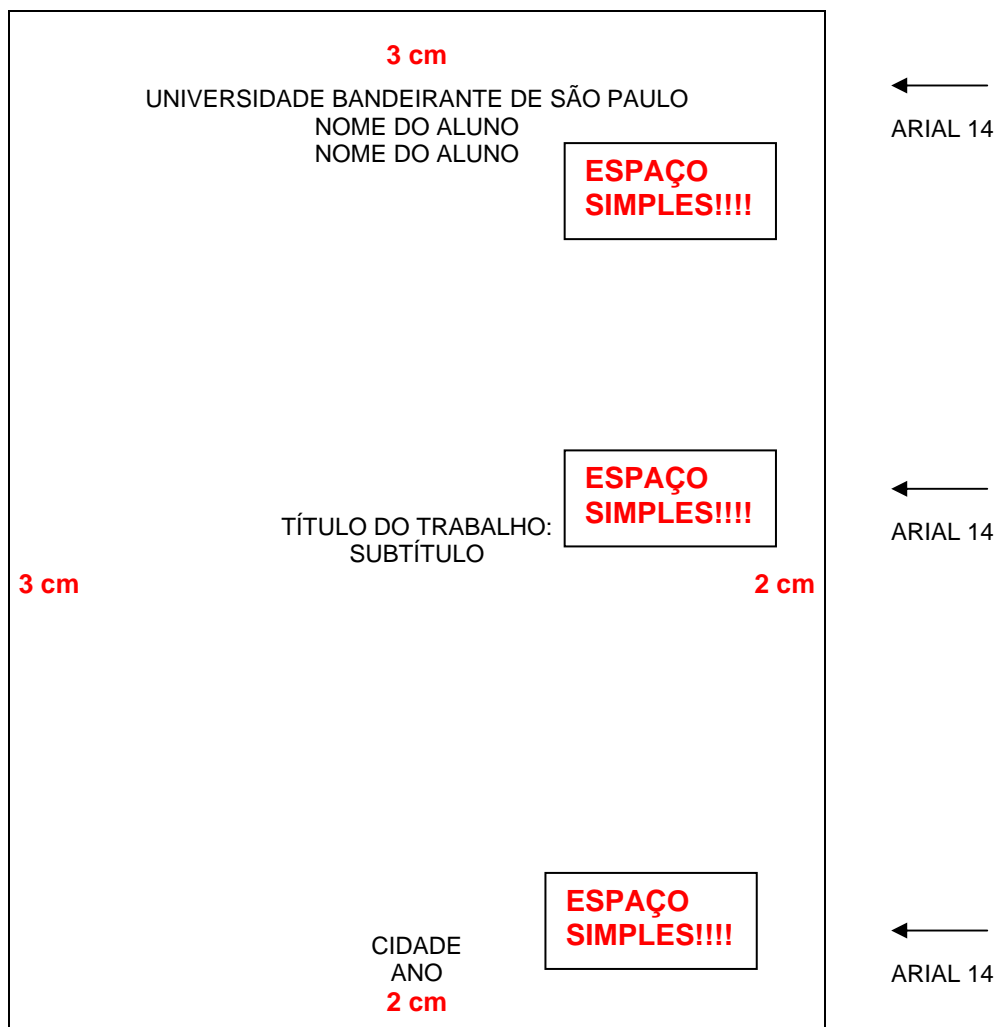 3 cm
UNIVERSIDADE BANDEIRANTE DE SÃO PAULO
NOME DO ALUNO
NOME DO ALUNO
ARIAL 14
ESPAÇO
SIMPLES!!!!
ESPAÇO
SIMPLES!!!!
TÍTULO DO TRABALHO:
SUBTÍTULO
ARIAL 14
3 cm
2 cm
ESPAÇO
SIMPLES!!!!
CIDADE
ANO
2 cm
ARIAL 14